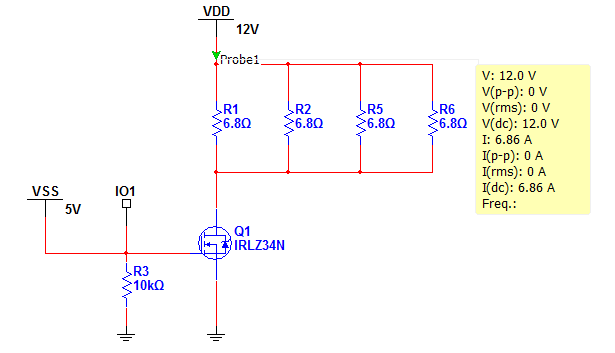 VDD
12V
Probe1
R1
6.8Ω
R2
6.8Ω
R5
6.8Ω
R6
6.8Ω
V: 12.0 V
V(p-p): 0 V
V(rms): 0 V
V(dc): 12.0 V
I: 6.86 A
I(p-p): 0 A
I(rms): 0 A
I(dc): 6.86 A
Freq.:
VSS
5V
IO1
Q1
IRLZ34N
R3
10kΩ